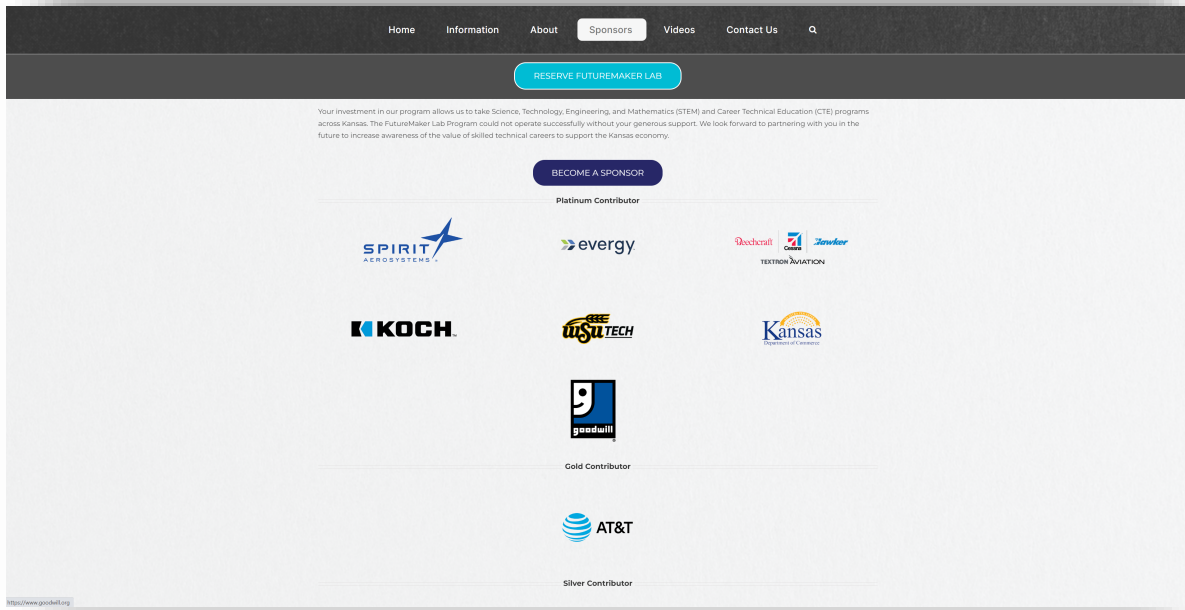 Home Information About Sponsors Videos Contact Us
RESERVE FUTUREMAKER LAB
Your investment in our program allows us to take Science, Technology, Engineering, and Mathematics (STEM) and Career Technical Education (CTE) programs
across Kansas. The FutureMaker Lab Program could not operate successfully without your generous support. We look forward to partnering with you in the
future to increase awareness of the value of skilled technical careers to support the Kansas economy.
BECOME A SPONSOR
Platinum Contributor
SPIRIT
AEROSYSTEMS
evergy
Beechcraft Cessna Hawker
TEXTRON AVIATION
KOCH
WSU TECH
Kansas
Department of Commerce
goodwill
Gold Contributor
AT&T
Silver Contributor
https://www.goodwill.org